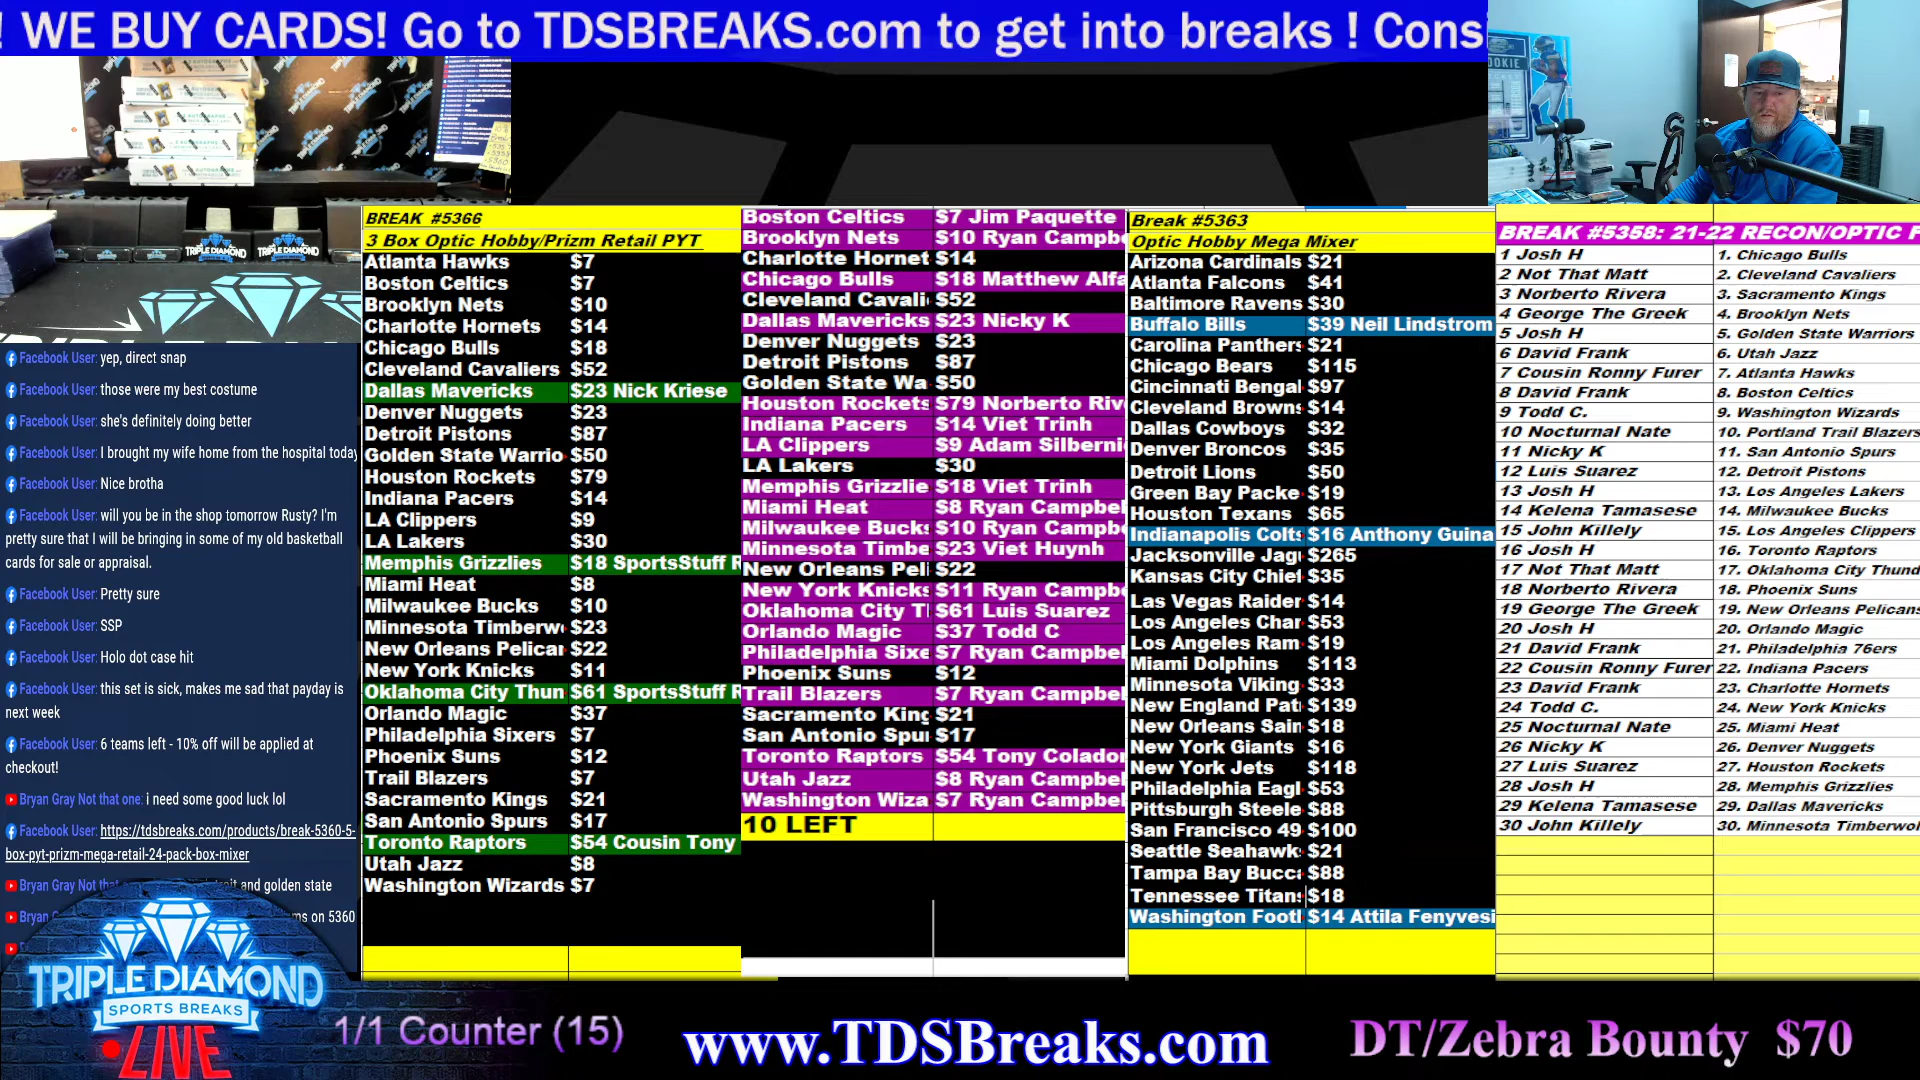 ! WE BUY CARDS! Go to TDSBREAKS.com to get into breaks ! Cons
BREAK #5366
3 Box Optic Hobby/Prizm Retail PYT
Atlanta Hawks $7
Boston Celtics $7
Brooklyn Nets $10
Charlotte Hornets $14
Chicago Bulls $18
Cleveland Cavaliers $52
Dallas Mavericks $23 Nick Kriese
Denver Nuggets $23
Detroit Pistons $87
Golden State Warrio $50
Houston Rockets $79
Indiana Pacers $14
LA Clippers $9
LA Lakers $30
Memphis Grizzlies $18 SportsStuff R
Miami Heat $8
Milwaukee Bucks $10
Minnesota Timberw $23
New Orleans Pelican $22
New York Knicks $11
Oklahoma City Thun $61 SportsStuff R
Orlando Magic $37
Philadelphia Sixers $7
Phoenix Suns $12
Trail Blazers $7
Sacramento Kings $21
San Antonio Spurs $17
Toronto Raptors $54 Cousin Tony
Utah Jazz $8
Washington Wizards $7
Boston Celtics $7 Jim Paquette
Brooklyn Nets $10 Ryan Campbe
Charlotte Hornet $14
Chicago Bulls $18 Matthew Alfa
Cleveland Cavali $52
Dallas Mavericks $23 Nicky K
Denver Nuggets $23
Detroit Pistons $87
Golden State Wa $50
Houston Rockets $79 Norberto Riv
Indiana Pacers $14 Viet Trinh
LA Clippers $9 Adam Silberni
LA Lakers $30
Memphis Grizzlie $18 Viet Trinh
Miami Heat $8 Ryan Campbel
Milwaukee Bucks $10 Ryan Campb
Minnesota Timbe $23 Viet Huynh
New Orleans Peli $22
New York Knicks $11 Ryan Campb
Oklahoma City T $61 Luis Suarez
Orlando Magic $37 Todd C
Philadelphia Sixe $7 Ryan Campbel
Phoenix Suns $12
Trail Blazers $7 Ryan Campbel
Sacramento King $21
San Antonio Spu $17
Toronto Raptors $54 Tony Colador
Utah Jazz $8 Ryan Campbel
Washington Wiza $7 Ryan Campbel
10 LEFT
Break #5363
Optic Hobby Mega Mixer
Arizona Cardinals $21
Atlanta Falcons $41
Baltimore Ravens $30
Buffalo Bills $39 Neil Lindstrom
Carolina Panthers $21
Chicago Bears $115
Cincinnati Bengal $97
Cleveland Browns $14
Dallas Cowboys $32
Denver Broncos $35
Detroit Lions $50
Green Bay Packe $19
Houston Texans $65
Indianapolis Colts $16 Anthony Guina
Jacksonville Jagu $265
Kansas City Chief $35
Las Vegas Raider $14
Los Angeles Char $53
Los Angeles Ram $19
Miami Dolphins $113
Minnesota Viking $33
New England Pat $139
New Orleans Sain $18
New York Giants $16
New York Jets $118
Philadelphia Eagl $53
Pittsburgh Steele $88
San Francisco 49 $100
Seattle Seahawk $21
Tampa Bay Bucca $88
Tennessee Titans $18
Washington Footl $14 Attila Fenyvesi
BREAK #5358: 21-22 RECON/OPTIC F
1 Josh H 1. Chicago Bulls
2 Not That Matt 2. Cleveland Cavaliers
3 Norberto Rivera 3. Sacramento Kings
4 George The Greek 4. Brooklyn Nets
5 Josh H 5. Golden State Warriors
6 David Frank 6. Utah Jazz
7 Cousin Ronny Furer 7. Atlanta Hawks
8 David Frank 8. Boston Celtics
9 Todd C. 9. Washington Wizards
10 Nocturnal Nate 10. Portland Trail Blazers
11 Nicky K 11. San Antonio Spurs
12 Luis Suarez 12. Detroit Pistons
13 Josh H 13. Los Angeles Lakers
14 Kelena Tamasese 14. Milwaukee Bucks
15 John Killely 15. Los Angeles Clippers
16 Josh H 16. Toronto Raptors
17 Not That Matt 17. Oklahoma City Thund
18 Norberto Rivera 18. Phoenix Suns
19 George The Greek 19. New Orleans Pelicans
20 Josh H 20. Orlando Magic
21 David Frank 21. Philadelphia 76ers
22 Cousin Ronny Furer 22. Indiana Pacers
23 David Frank 23. Charlotte Hornets
24 Todd C. 24. New York Knicks
25 Nocturnal Nate 25. Miami Heat
26 Nicky K 26. Denver Nuggets
27 Luis Suarez 27. Houston Rockets
28 Josh H 28. Memphis Grizzlies
29 Kelena Tamasese 29. Dallas Mavericks
30 John Killely 30. Minnesota Timberwol
TRIPLE DIAMOND
TRIPLE DIAMOND
Facebook User: yep, direct snap
Facebook User: those were my best costume
Facebook User: she's definitely doing better
Facebook User: I brought my wife home from the hospital today
Facebook User: Nice brotha
Facebook User: will you be in the shop tomorrow Rusty? I'm
pretty sure that I will be bringing in some of my old basketball
cards for sale or appraisal.
Facebook User: Pretty sure
Facebook User: SSP
Facebook User: Holo dot case hit
Facebook User: this set is sick, makes me sad that payday is
next week
Facebook User: 6 teams left - 10% off will be applied at
checkout!
Bryan Gray Not that one: i need some good luck lol
Facebook User: https://tdsbreaks.com/products/break-5360-5-
box-pyt-prizm-mega-retail-24-pack-box-mixer
Bryan Gray Not that and golden state
Bryan G on 5360
TRIPLE DIAMOND
SPORTS BREAKS
LIVE
1/1 Counter (15)
www.TDSBreaks.com
DT/Zebra Bounty $70